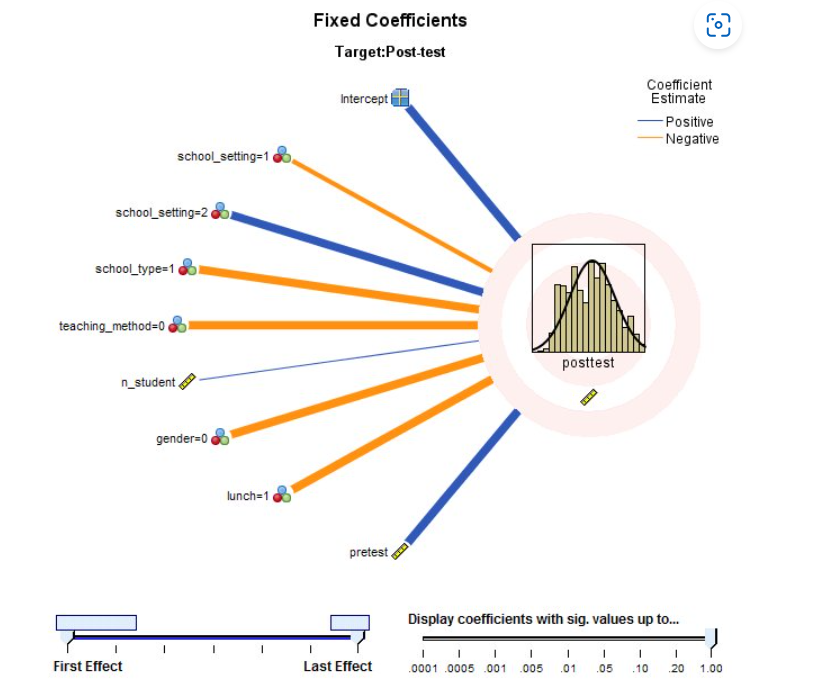 Fixed Coefficients
Target:Post-test
Coefficient
Estimate
Positive
Negative
Intercept
school_setting=1
school_setting=2
school_type=1
teaching_method=0
n_student
gender=0
lunch=1
pretest
posttest
First Effect
Last Effect
Display coefficients with sig. values up to...
.0001 .0005 .001 .005 .01 .05 .10 .20 1.00